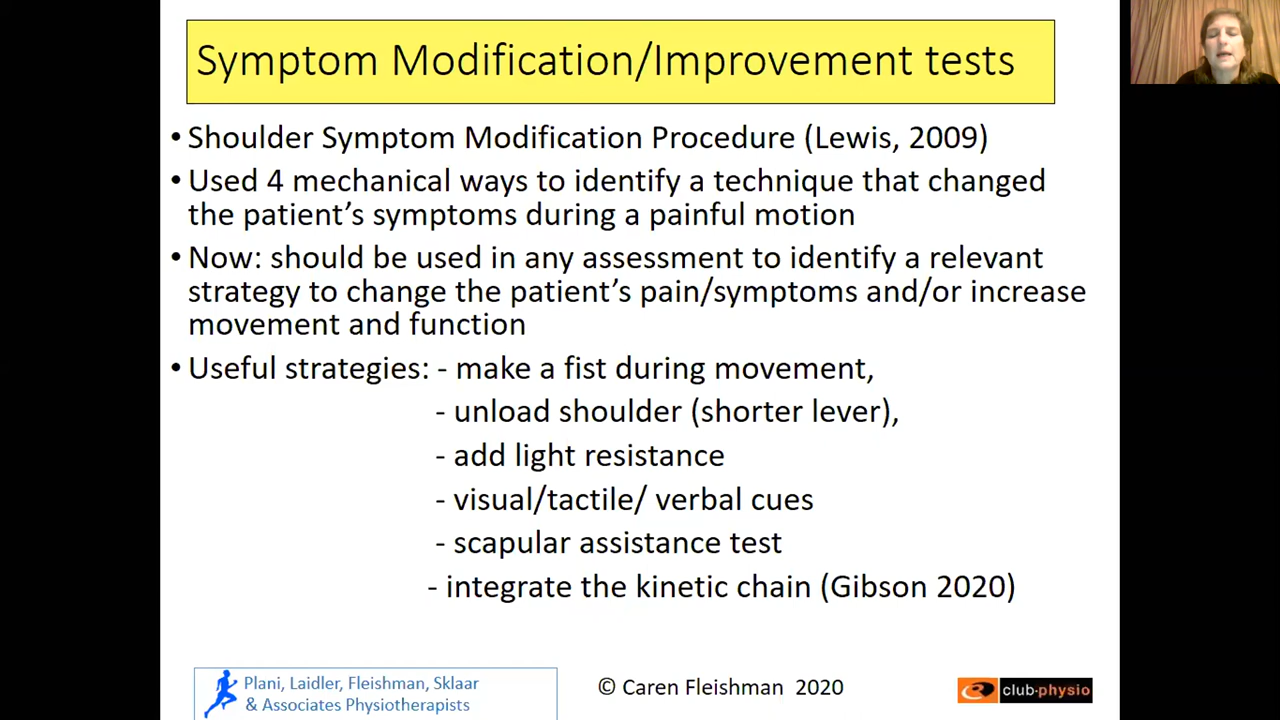 Symptom Modification/Improvement tests
• Shoulder Symptom Modification Procedure (Lewis, 2009)
• Used 4 mechanical ways to identify a technique that changed
the patient’s symptoms during a painful motion
• Now: should be used in any assessment to identify a relevant
strategy to change the patient’s pain/symptoms and/or increase
movement and function
• Useful strategies: - make a fist during movement,
- unload shoulder (shorter lever),
- add light resistance
- visual/tactile/ verbal cues
- scapular assistance test
- integrate the kinetic chain (Gibson 2020)
Plani, Laidler, Fleishman, Sklaar
& Associates Physiotherapists
© Caren Fleishman 2020
club-physio